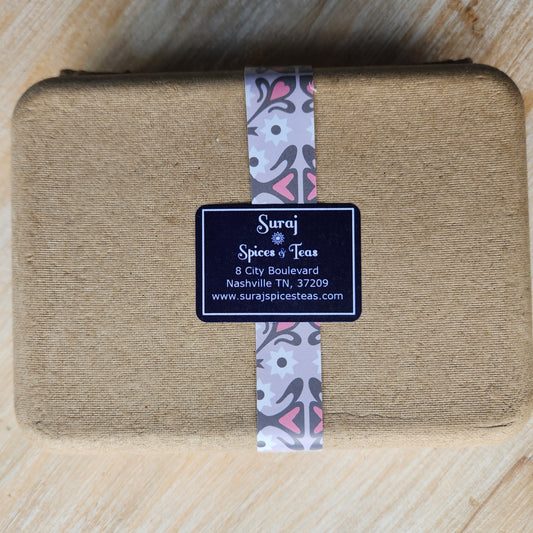 Suraj
Spices & Teas
8 City Boulevard
Nashville TN, 37209
www.surajspicesteas.com